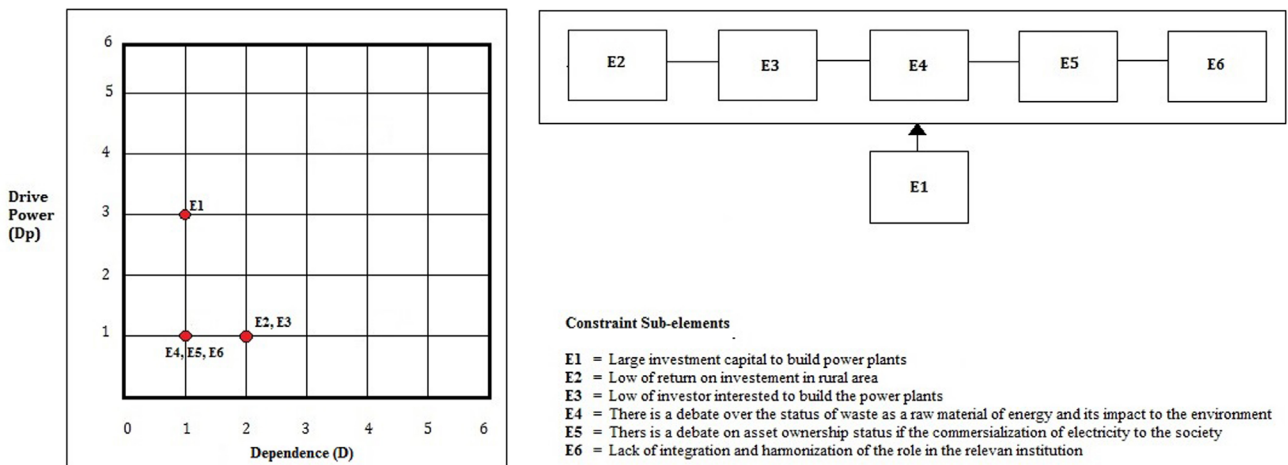 6
5
4
3
2
1
Drive
Power
(Dp)
E1
E2, E3
E4, E5, E6
0 1 2 3 4 5 6
Dependence (D)
E2 E3 E4 E5 E6
E1
Constraint Sub-elements
E1 = Large investment capital to build power plants
E2 = Low of return on investement in rural area
E3 = Low of investor interested to build the power plants
E4 = There is a debate over the status of waste as a raw material of energy and its impact to the environment
E5 = Thers is a debate on asset ownership status if the commersialization of electricity to the society
E6 = Lack of integration and harmonization of the role in the relevan institution